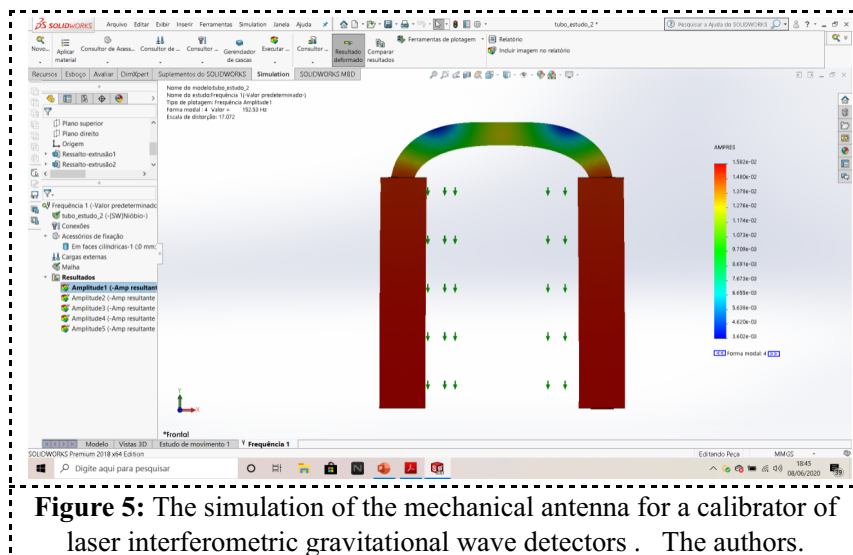 SOLIDWORKS Arquivo Editar Exibir Inserir Ferramentas Simulation Janela Ajuda tubo_estudo_2 * Pesquisar a Ajuda do SOLIDWORKS
Novo... Aplicar material Consultor de Acess... Consultor de ... Consultor ... Gerenciador de cascas Executar ... Consultor ... Resultado deformado Comparar resultados Ferramentas de plotagem Relatório
Incluir imagem no relatório
Recursos Esboço Avaliar DimXpert Suplementos do SOLIDWORKS Simulation SOLIDWORKS MBD
Nome do modelo:tubo_estudo_2
Nome do estudo:Frequência 1(-Valor predeterminado-)
Tipo de plotagem: Frequência Amplitude1
Forma modal : 4 Valor = 152.53 Hz
Escala de distorção: 17.072
Plano superior
Plano direito
Origem
Ressalto-extrusão1
Ressalto-extrusão2
Frequência 1 (-Valor predeterminado
tubo_estudo_2 (-[SW]Nióbio-)
Conexões
Acessórios de fixação
Em faces cilíndricas-1 (:0 mm:
Cargas externas
Malha
Resultados
Amplitude1 (-Amp resultant
Amplitude2 (-Amp resultante
Amplitude3 (-Amp resultante
Amplitude4 (-Amp resultante
Amplitude5 (-Amp resultante
AMPRES
1.582e-02
1.480e-02
1.378e-02
1.276e-02
1.174e-02
1.073e-02
9.708e-03
8.691e-03
7.673e-03
6.655e-03
5.638e-03
4.620e-03
3.602e-03
<< Forma modal: 4 >>
Y
X
*Frontal
Modelo Vistas 3D Estudo de movimento 1 Frequência 1
SOLIDWORKS Premium 2018 x64 Edition Editando Peça MMGS
Digite aqui para pesquisar
18:45
08/06/2020
39
Figure 5: The simulation of the mechanical antenna for a calibrator of
laser interferometric gravitational wave detectors . The authors.